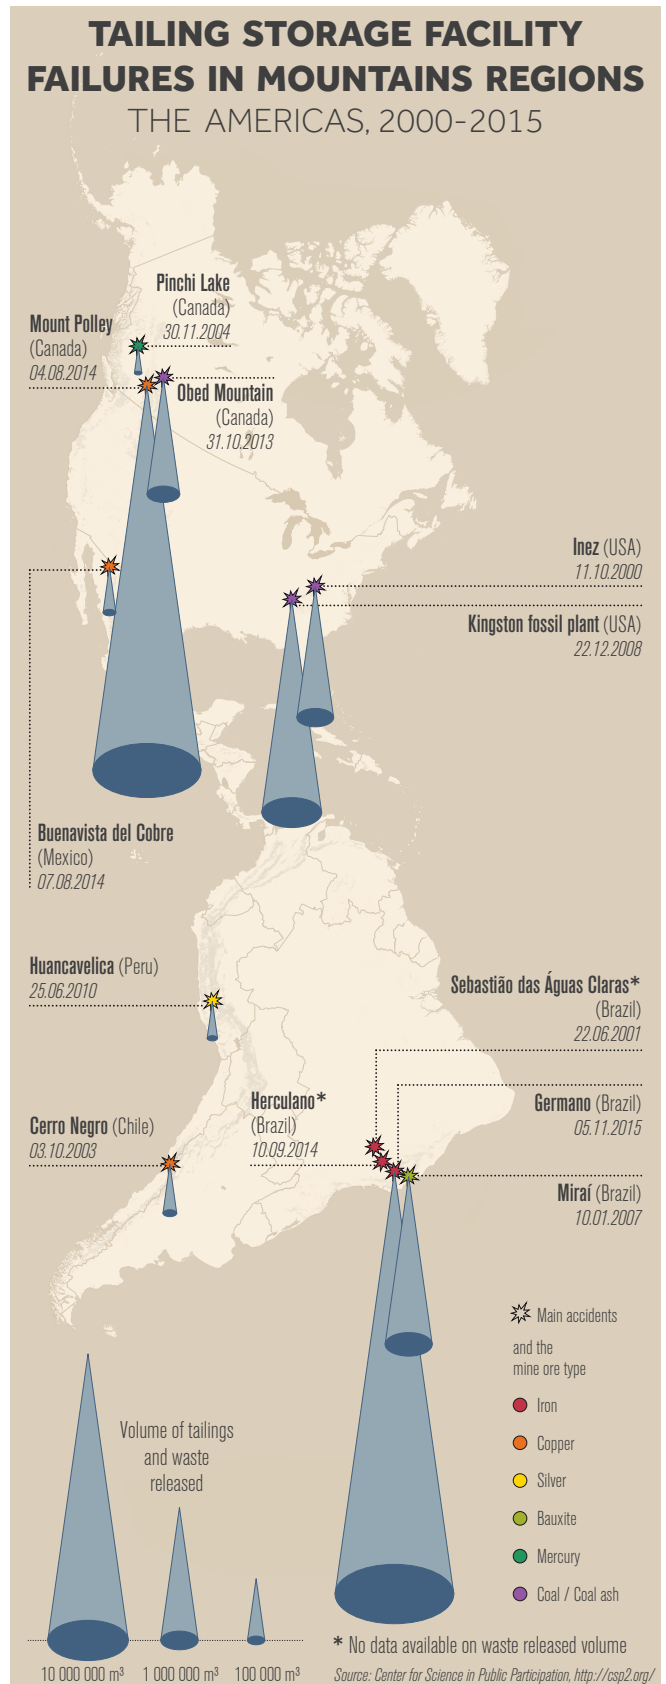 TAILING STORAGE FACILITY
FAILURES IN MOUNTAINS REGIONS
THE AMERICAS, 2000-2015
Pinchi Lake
(Canada)
30.11.2004
Mount Polley
(Canada)
04.08.2014
Obed Mountain
(Canada)
31.10.2013
Inez (USA)
11.10.2000
Kingston fossil plant (USA)
22.12.2008
Buenavista del Cobre
(Mexico)
07.08.2014
Huancavelica (Peru)
25.06.2010
Sebastião das Águas Claras*
(Brazil)
22.06.2001
Herculano*
(Brazil)
10.09.2014
Germano (Brazil)
05.11.2015
Cerro Negro (Chile)
03.10.2003
Miraí (Brazil)
10.01.2007
Main accidents
and the
mine ore type
Iron
Copper
Silver
Bauxite
Mercury
Coal / Coal ash
Volume of tailings
and waste
released
10 000 000 m³ 1 000 000 m³ 100 000 m³
* No data available on waste released volume
Source: Center for Science in Public Participation, http://csp2.org/